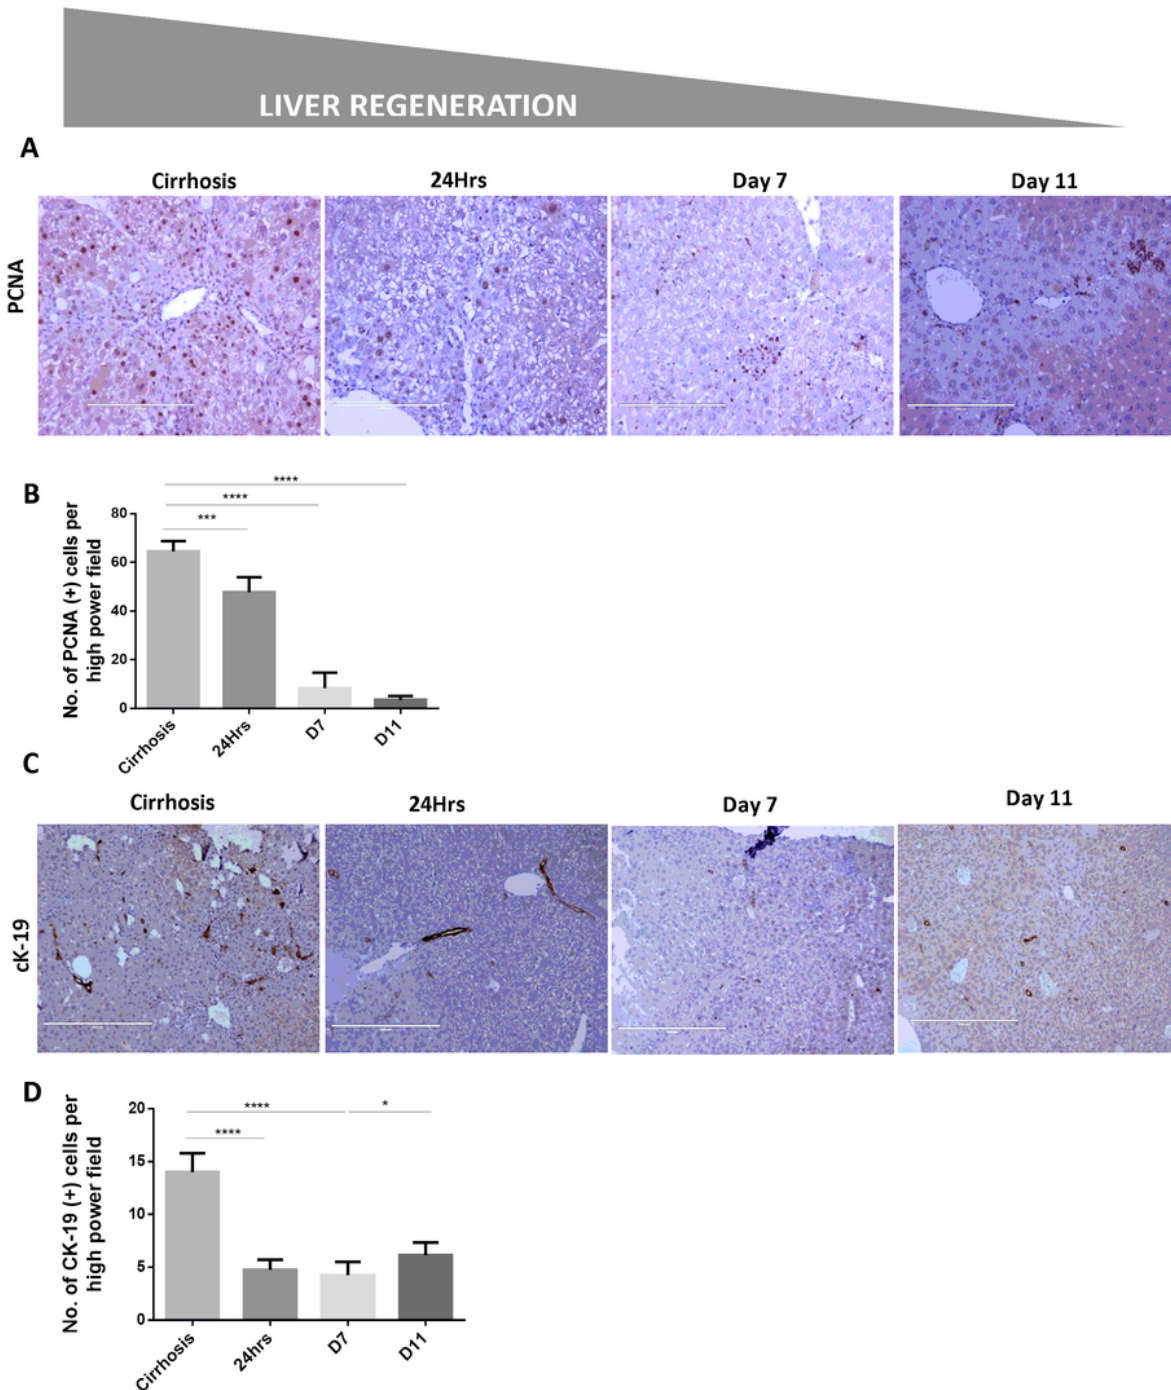 LIVER REGENERATION
A
Cirrhosis 24Hrs Day 7 Day 11
PCNA
B
No. of PCNA (+) cells per
high power field
****
****
***
80
60
40
20
0
Cirrhosis 24Hrs D7 D11
C
Cirrhosis 24Hrs Day 7 Day 11
cK-19
D
No. of CK-19 (+) cells per
high power field
**** *
****
20
15
10
5
0
Cirrhosis 24hrs D7 D11